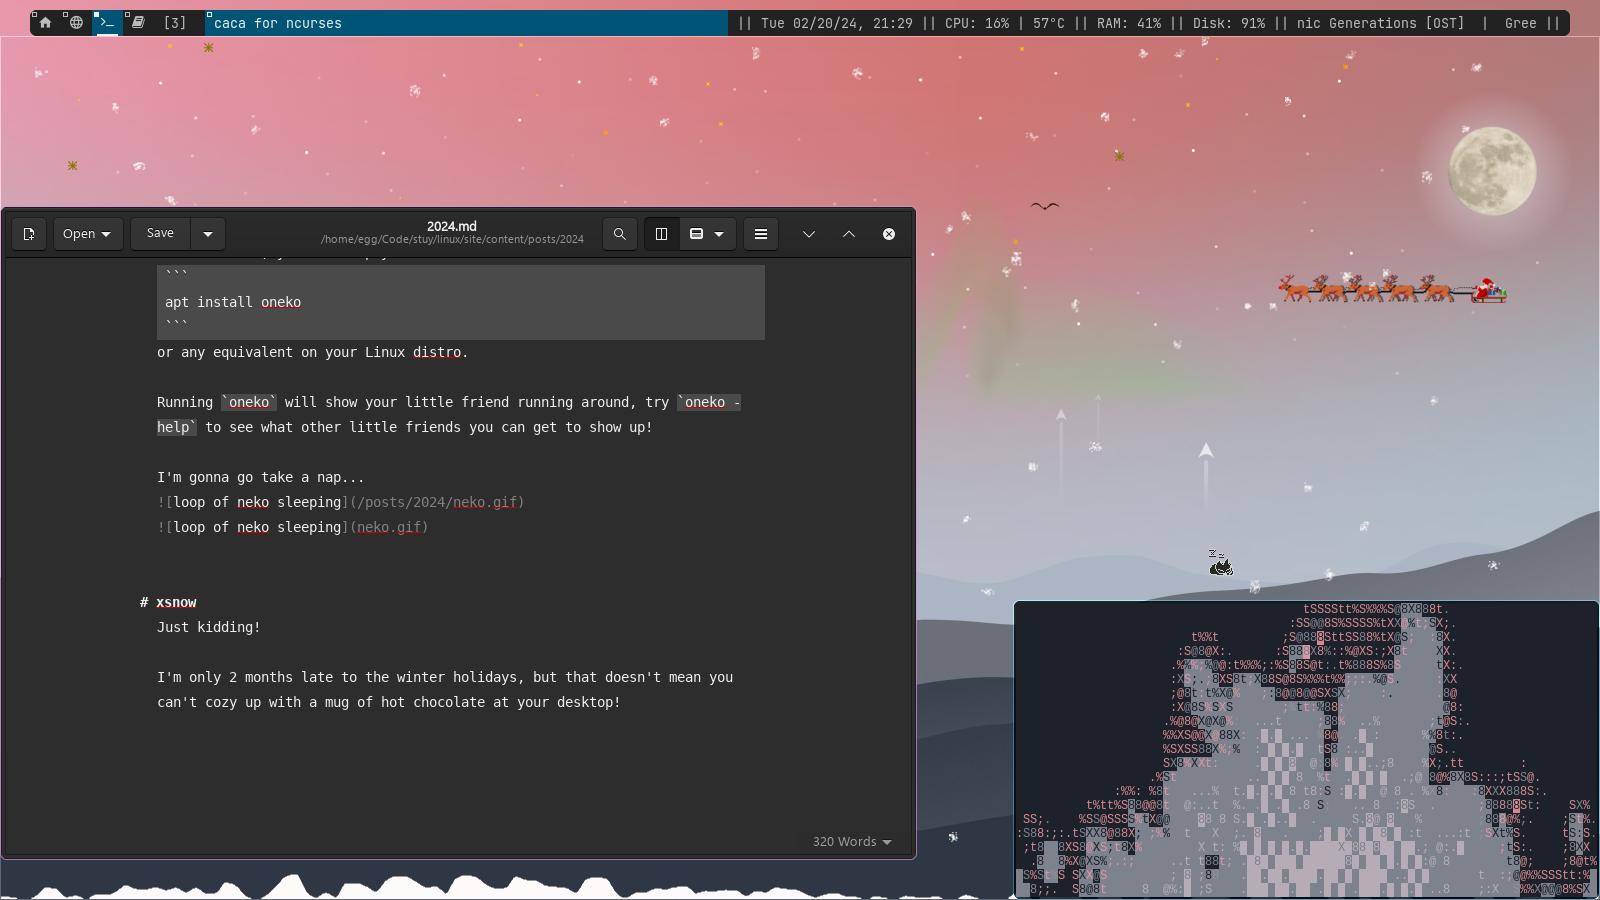 [3]
caca for ncurses
|| Tue 02/20/24, 21:29 || CPU: 16% | 57°C || RAM: 41% || Disk: 91% || nic Generations [OST]  |  Gree ||
Open
Save
2024.md
/home/egg/Code/stuy/linux/site/content/posts/2024
```
apt install oneko
```
or any equivalent on your Linux distro.
Running `oneko` will show your little friend running around, try `oneko -
help` to see what other little friends you can get to show up!
I'm gonna go take a nap...
![loop of neko sleeping](/posts/2024/neko.gif)
![loop of neko sleeping](neko.gif)
# xsnow
Just kidding!
I'm only 2 months late to the winter holidays, but that doesn't mean you
can't cozy up with a mug of hot chocolate at your desktop!
320 Words